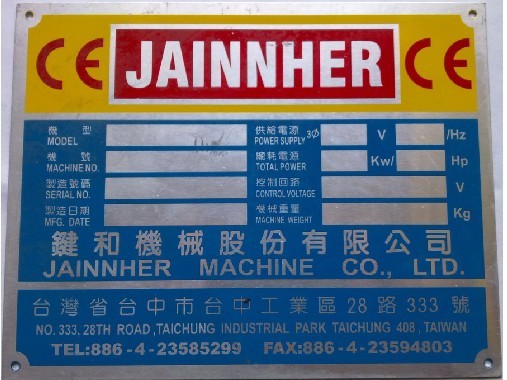 CE JAINNHER CE
機型 供給電源 3Ø V /Hz
MODEL POWER SUPPLY
機號 總耗電源 Kw/ Hp
MACHINE NO. TOTAL POWER
製造號碼 控制回路 V
SERIAL NO. CONTROL VOLTAGE
製造日期 機械重量 Kg
MFG. DATE MACHINE WEIGHT
鍵和機械股份有限公司
JAINNHER MACHINE CO., LTD.
台灣省台中市台中工業區28路333號
NO. 333, 28TH ROAD ,TAICHUNG INDUSTRIAL PARK TAICHUNG 408, TAIWAN
TEL:886-4-23585299 FAX:886-4-23594803